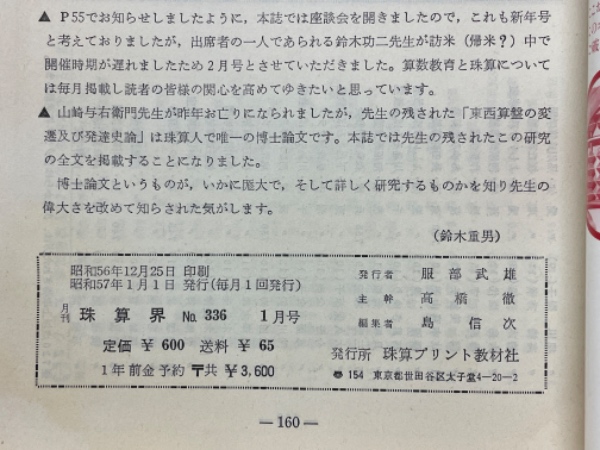 ▲ P55でお知らせしましたように，本誌では座談会を開きましたので，これも新年号
と考えておりましたが，出席者の一人であられる鈴木功二先生が訪米（帰米？）中で
開催時期が遅れましたため2月号とさせていただきました。算数教育と珠算について
は毎月掲載し読者の皆様の関心を高めてゆきたいと思っています。
▲ 山崎与右衛門先生が昨年お亡りになられましたが，先生の残された「東西算盤の変
遷及び発達史論」は珠算人で唯一の博士論文です。本誌では先生の残されたこの研究
の全文を掲載することになりました。
博士論文というものが，いかに厖大で，そして詳しく研究するものかを知り先生の
偉大さを改めて知らされた気がします。
（鈴木重男）
昭和56年12月25日 印刷
昭和57年1月1日 発行（毎月1回発行）
月刊 珠算界 No. 336 1月号
定価 ¥ 600 送料 ¥ 65
1年前金予約 〒共 ¥ 3,600
発行者 服部武雄
主幹 高橋徹
編集者 島信次
発行所 珠算プリント教材社
☎ 154 東京都世田谷区太子堂4-20-2
— 160 —